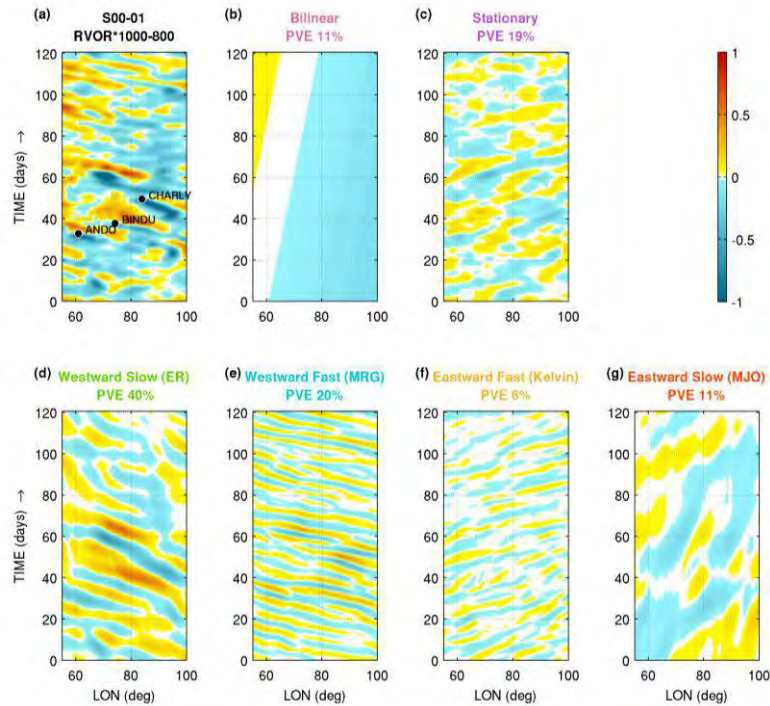 (a)
S00-01
RVOR*1000-800
(b)
Bilinear
PVE 11%
(c)
Stationary
PVE 19%
TIME (days) →
120
100
80
60
40
20
0
CHARLY
BINDU
ANDO
60 80 100
120
100
80
60
40
20
0
60 80 100
120
100
80
60
40
20
0
60 80 100
1
0.5
0
-0.5
-1
(d)
Westward Slow (ER)
PVE 40%
(e)
Westward Fast (MRG)
PVE 20%
(f)
Eastward Fast (Kelvin)
PVE 6%
(g)
Eastward Slow (MJO)
PVE 11%
TIME (days) →
120
100
80
60
40
20
0
60 80 100
LON (deg)
120
100
80
60
40
20
0
60 80 100
LON (deg)
120
100
80
60
40
20
0
60 80 100
LON (deg)
120
100
80
60
40
20
0
60 80 100
LON (deg)